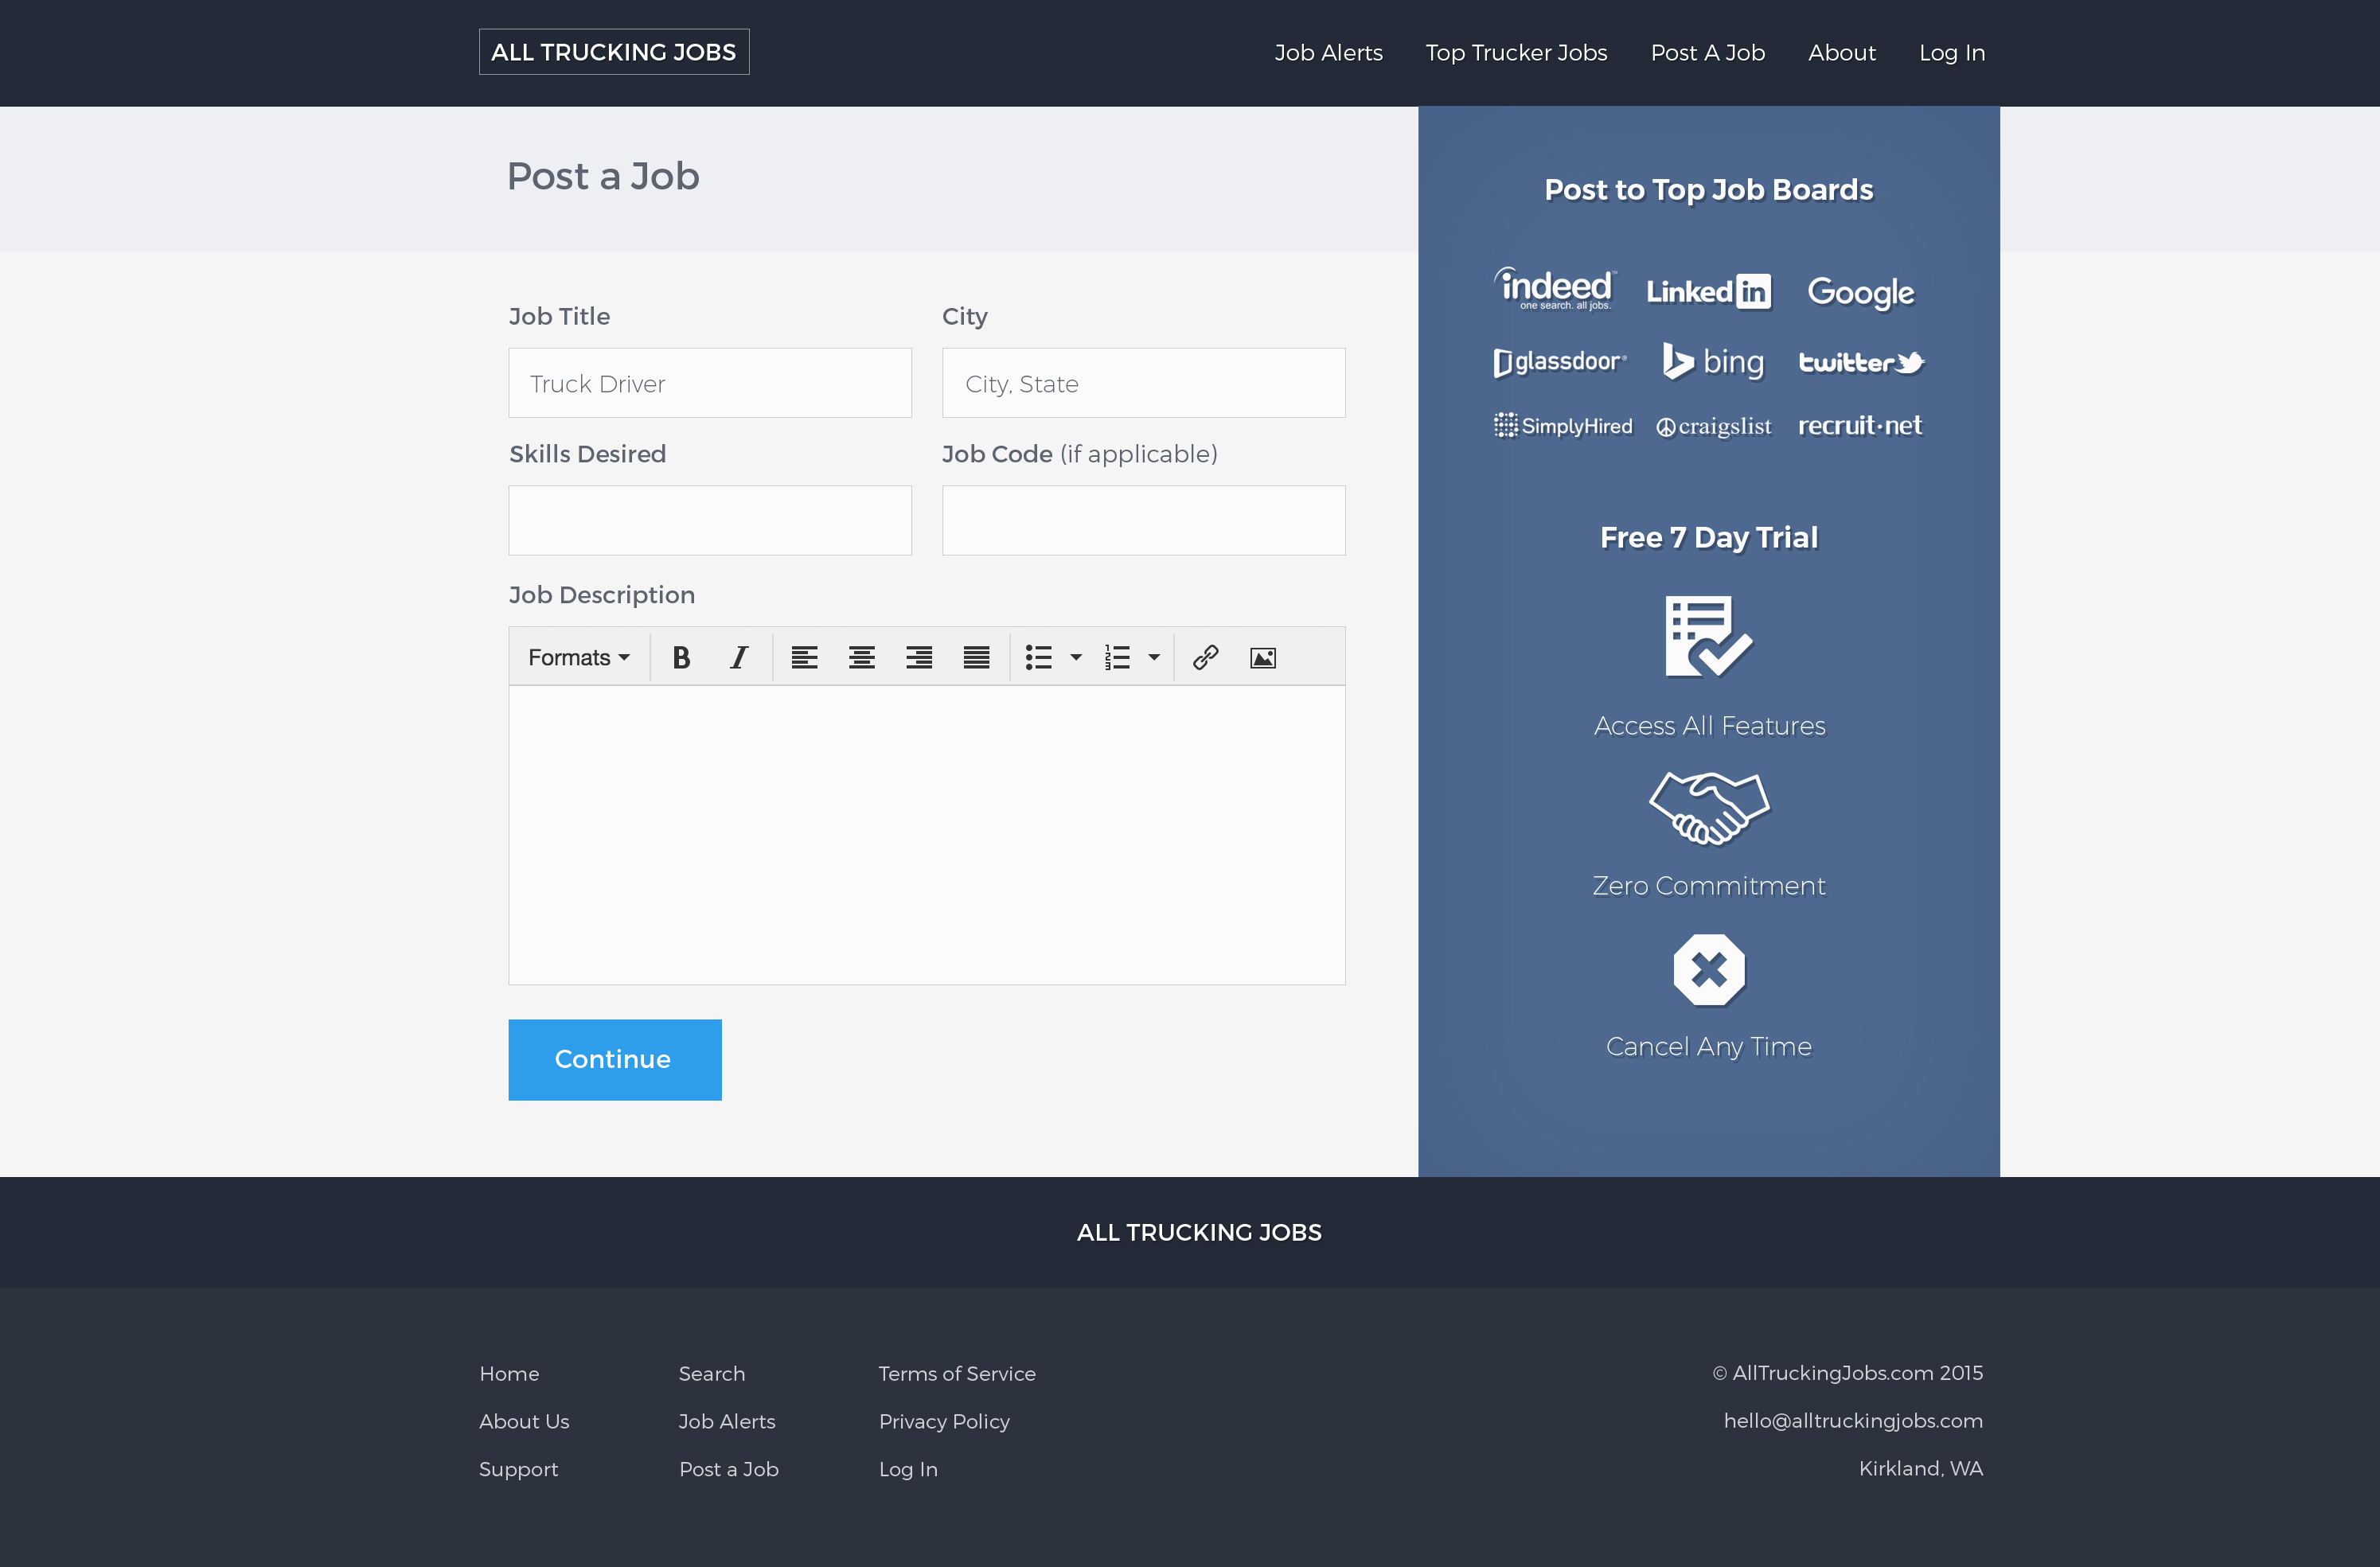 ALL TRUCKING JOBS
Job Alerts Top Trucker Jobs Post A Job About Log In
Post a Job
Job Title City
Truck Driver City, State
Skills Desired Job Code (if applicable)
Job Description
Formats B I
Continue
Post to Top Job Boards
indeed™ Linked in Google
one search. all jobs.
glassdoor® bing twitter
SimplyHired craigslist recruit·net
Free 7 Day Trial
Access All Features
Zero Commitment
Cancel Any Time
ALL TRUCKING JOBS
Home Search Terms of Service © AllTruckingJobs.com 2015
About Us Job Alerts Privacy Policy hello@alltruckingjobs.com
Support Post a Job Log In Kirkland, WA